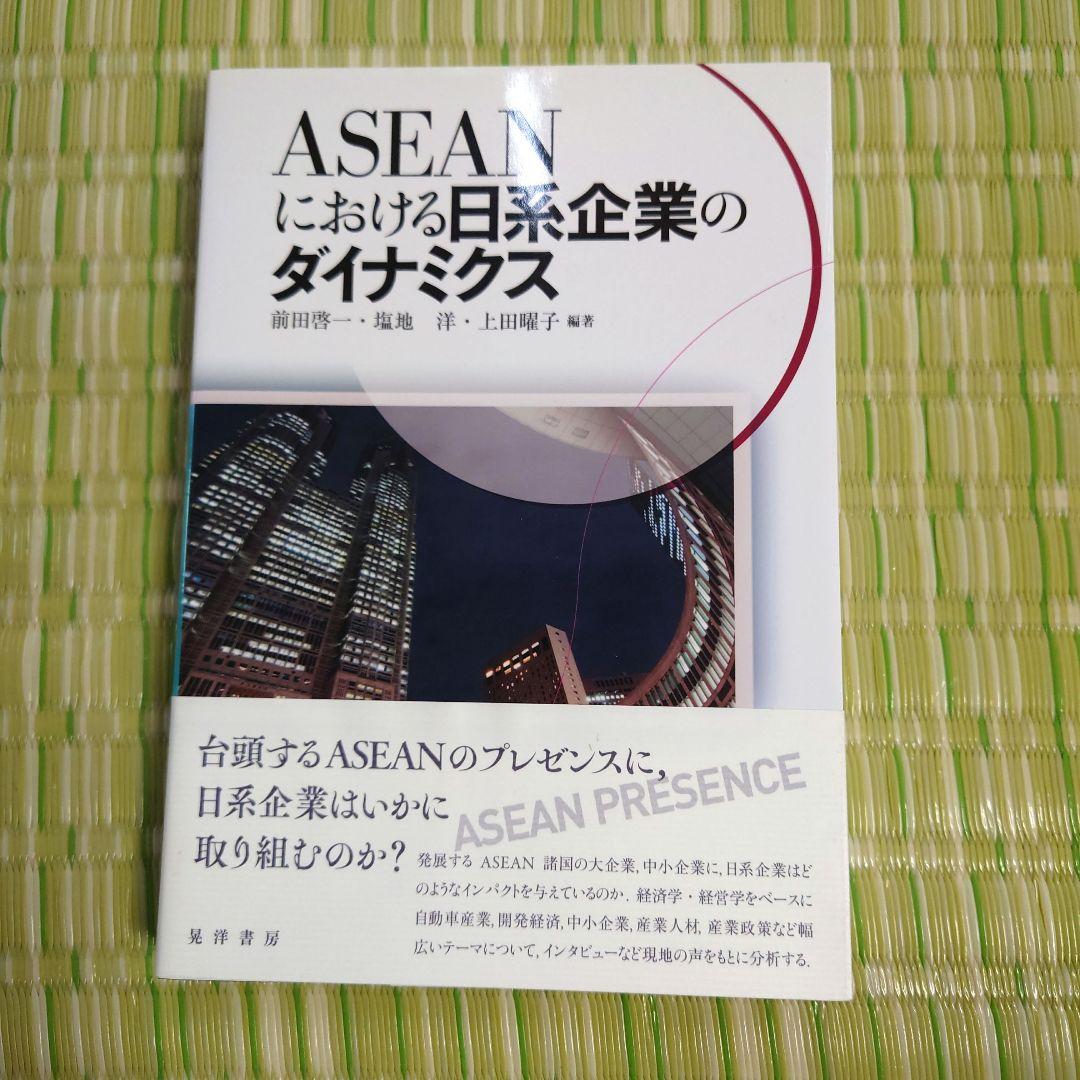 ASEAN
における日系企業の
ダイナミクス
前田啓一・塩地 洋・上田曜子 編著
台頭するASEANのプレゼンスに,
日系企業はいかに
取り組むのか?
ASEAN PRESENCE
発展する ASEAN 諸国の大企業, 中小企業に, 日系企業はど
のようなインパクトを与えているのか. 経済学・経営学をベースに
自動車産業, 開発経済, 中小企業, 産業人材, 産業政策など幅
広いテーマについて, インタビューなど現地の声をもとに分析する.
晃洋書房